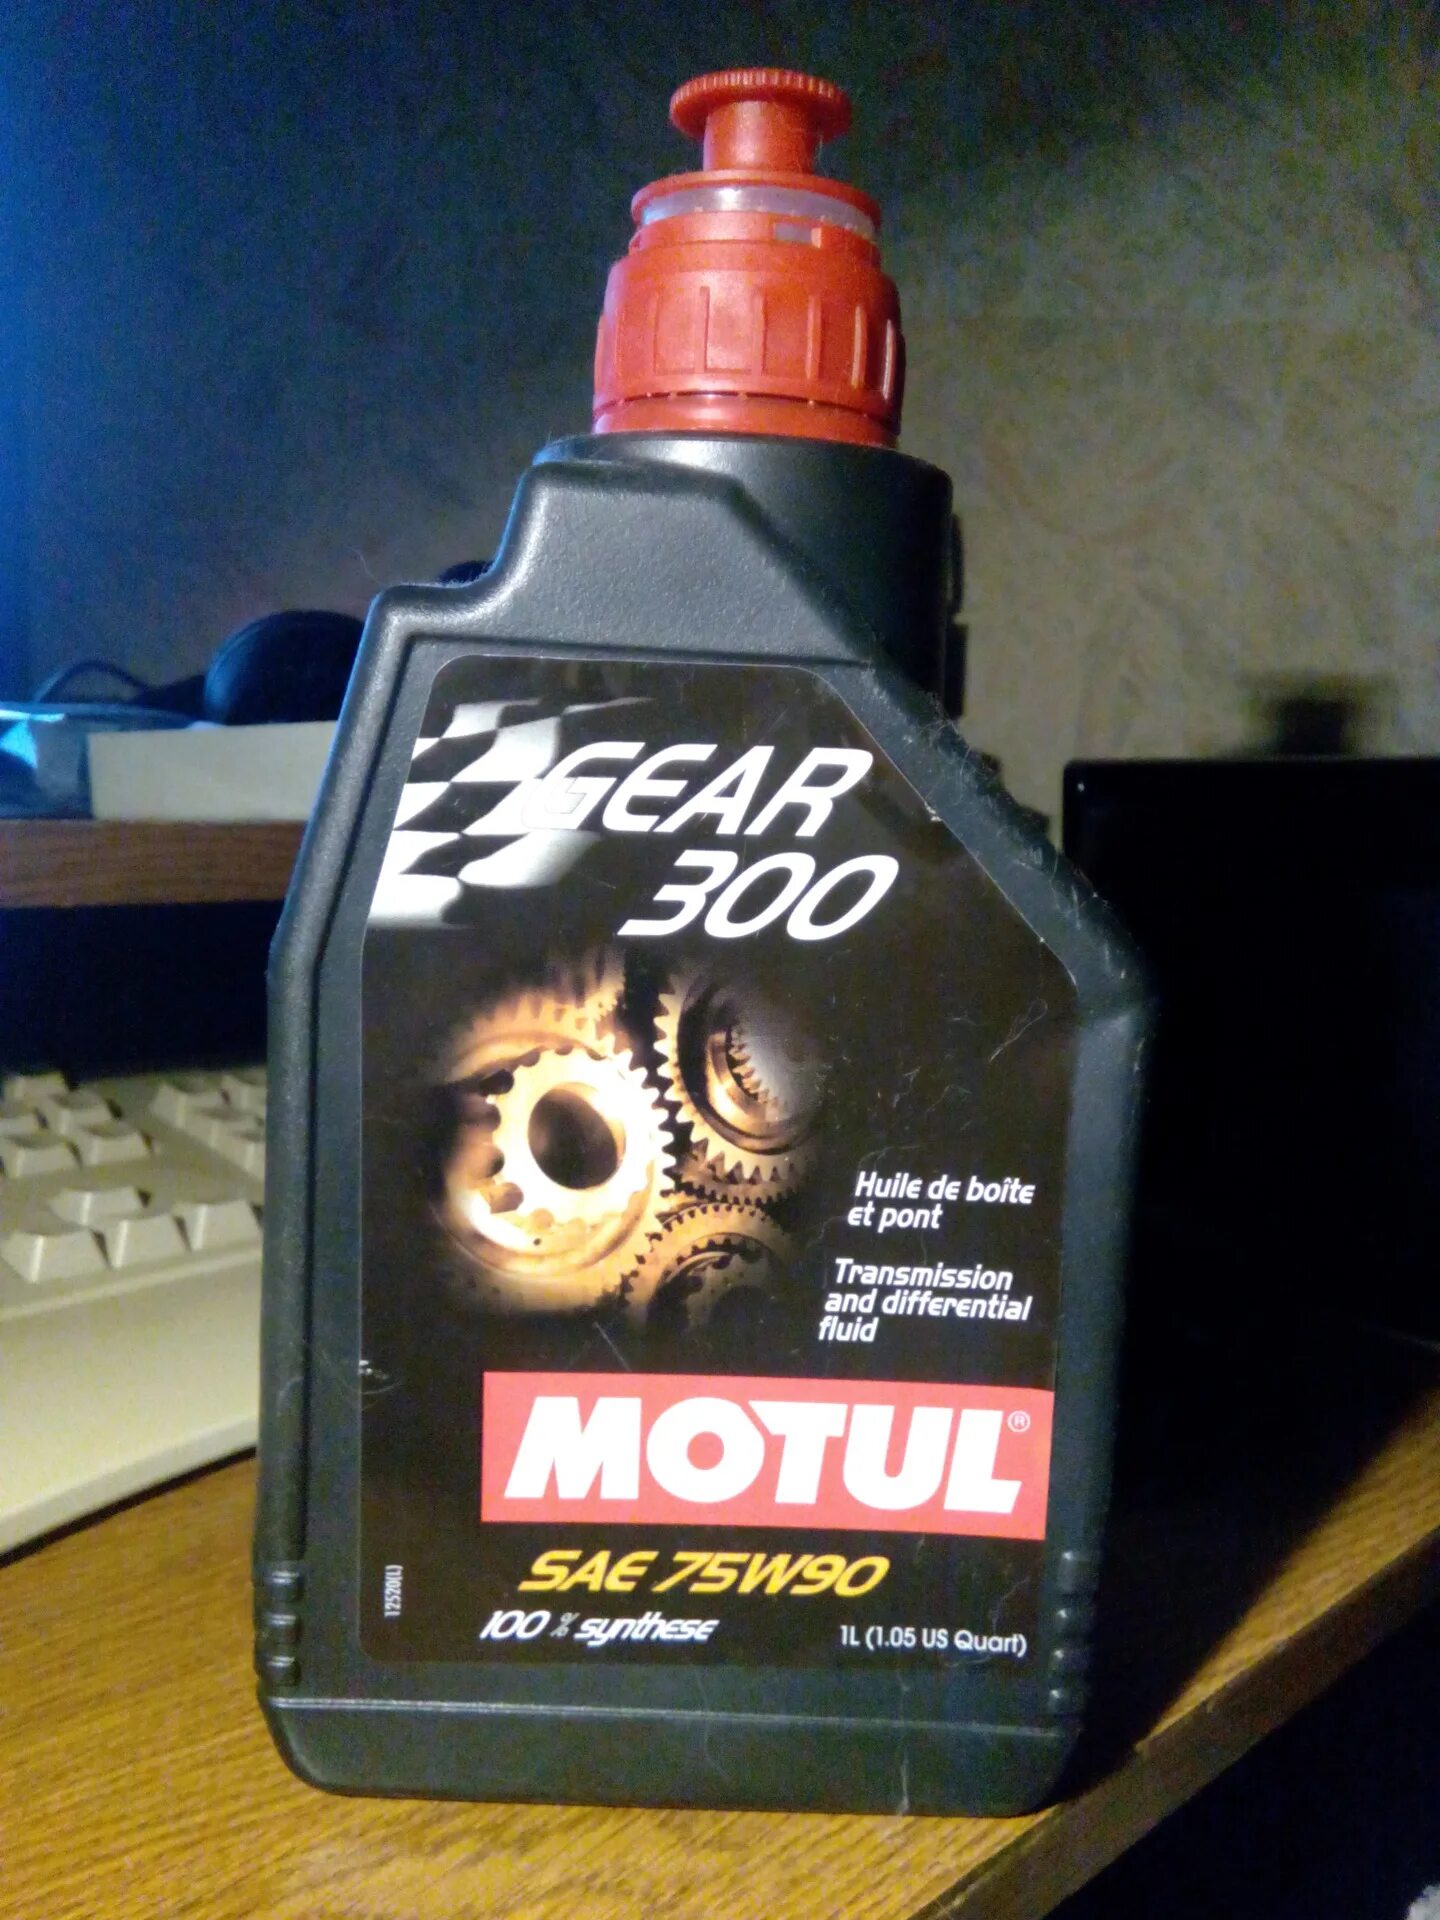 GEAR
300
Huile de boîte
et pont
Transmission
and differential
fluid
MOTUL®
SAE 75W90
100 % synthese
1L (1.05 US Quart)
12520(L)